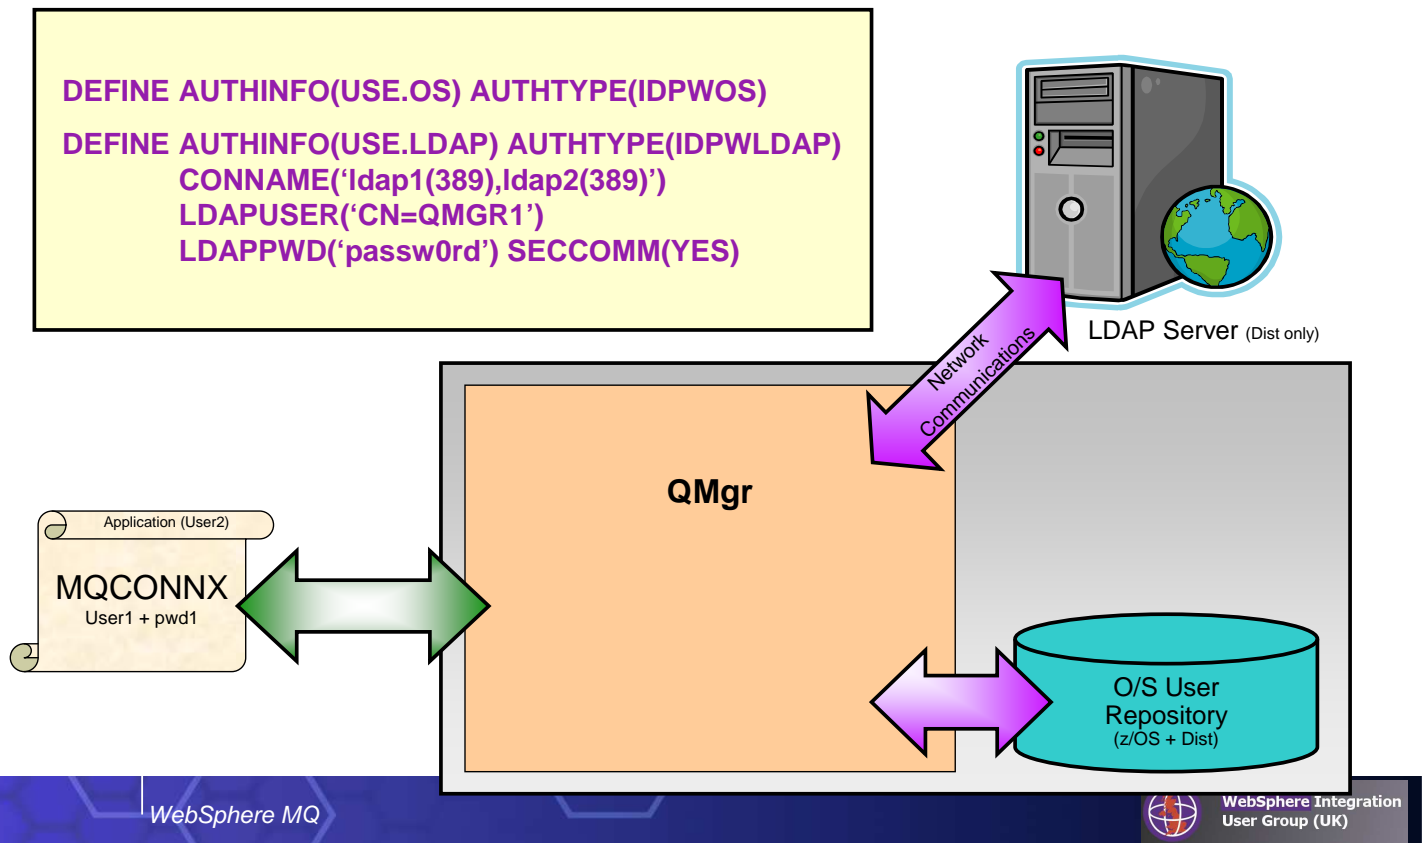 DEFINE AUTHINFO(USE.OS) AUTHTYPE(IDPWOS)
DEFINE AUTHINFO(USE.LDAP) AUTHTYPE(IDPWLDAP)
CONNAME(‘ldap1(389),ldap2(389)’)
LDAPUSER(‘CN=QMGR1’)
LDAPPWD(‘passw0rd’) SECCOMM(YES)
LDAP Server (Dist only)
Network
Communications
QMgr
Application (User2)
MQCONNX
User1 + pwd1
O/S User
Repository
(z/OS + Dist)
WebSphere MQ
WebSphere Integration
User Group (UK)